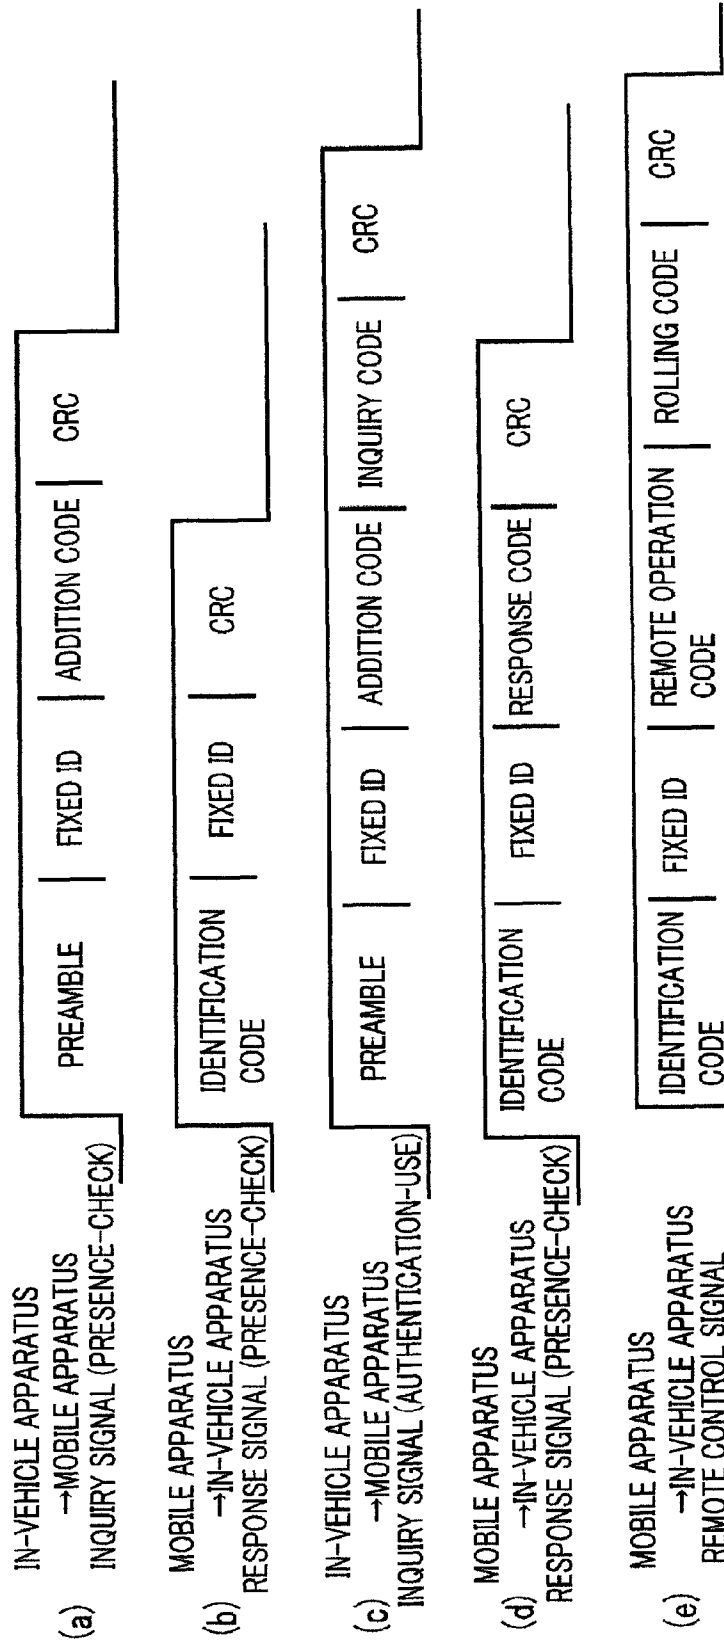 (a)
IN-VEHICLE APPARATUS
→MOBILE APPARATUS
INQUIRY SIGNAL (PRESENCE-CHECK)
PREAMBLE
FIXED ID
ADDITION CODE
CRC
(b)
MOBILE APPARATUS
→IN-VEHICLE APPARATUS
RESPONSE SIGNAL (PRESENCE-CHECK)
IDENTIFICATION
CODE
FIXED ID
CRC
(c)
IN-VEHICLE APPARATUS
→MOBILE APPARATUS
INQUIRY SIGNAL (AUTHENTICATION-USE)
PREAMBLE
FIXED ID
ADDITION CODE
INQUIRY CODE
CRC
(d)
MOBILE APPARATUS
→IN-VEHICLE APPARATUS
RESPONSE SIGNAL (PRESENCE-CHECK)
IDENTIFICATION
CODE
FIXED ID
RESPONSE CODE
CRC
(e)
MOBILE APPARATUS
→IN-VEHICLE APPARATUS
REMOTE CONTROL SIGNAL
IDENTIFICATION
CODE
FIXED ID
REMOTE OPERATION
CODE
ROLLING CODE
CRC